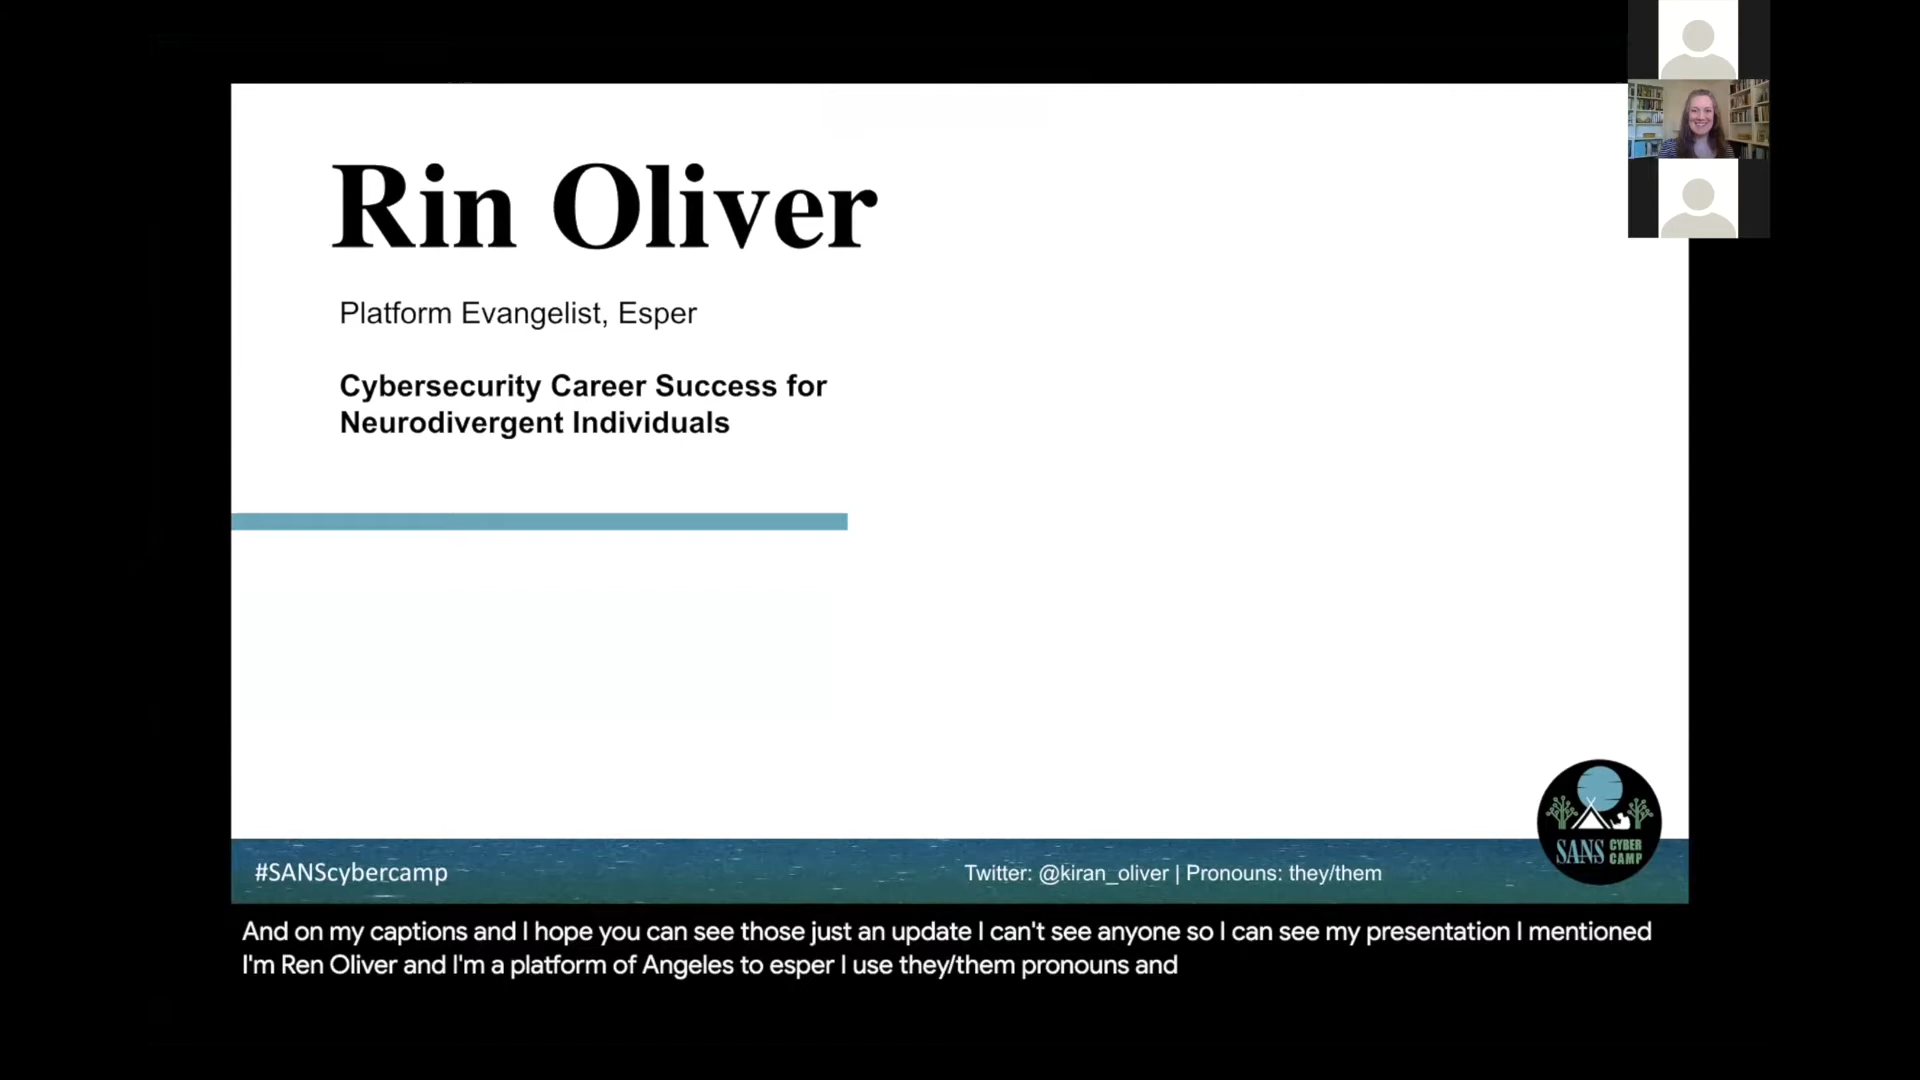 Rin Oliver
Platform Evangelist, Esper
Cybersecurity Career Success for
Neurodivergent Individuals
#SANScybercamp
Twitter: @kiran_oliver | Pronouns: they/them
SANS CYBER
CAMP
And on my captions and I hope you can see those just an update I can't see anyone so I can see my presentation I mentioned
I'm Ren Oliver and I'm a platform of Angeles to esper I use they/them pronouns and